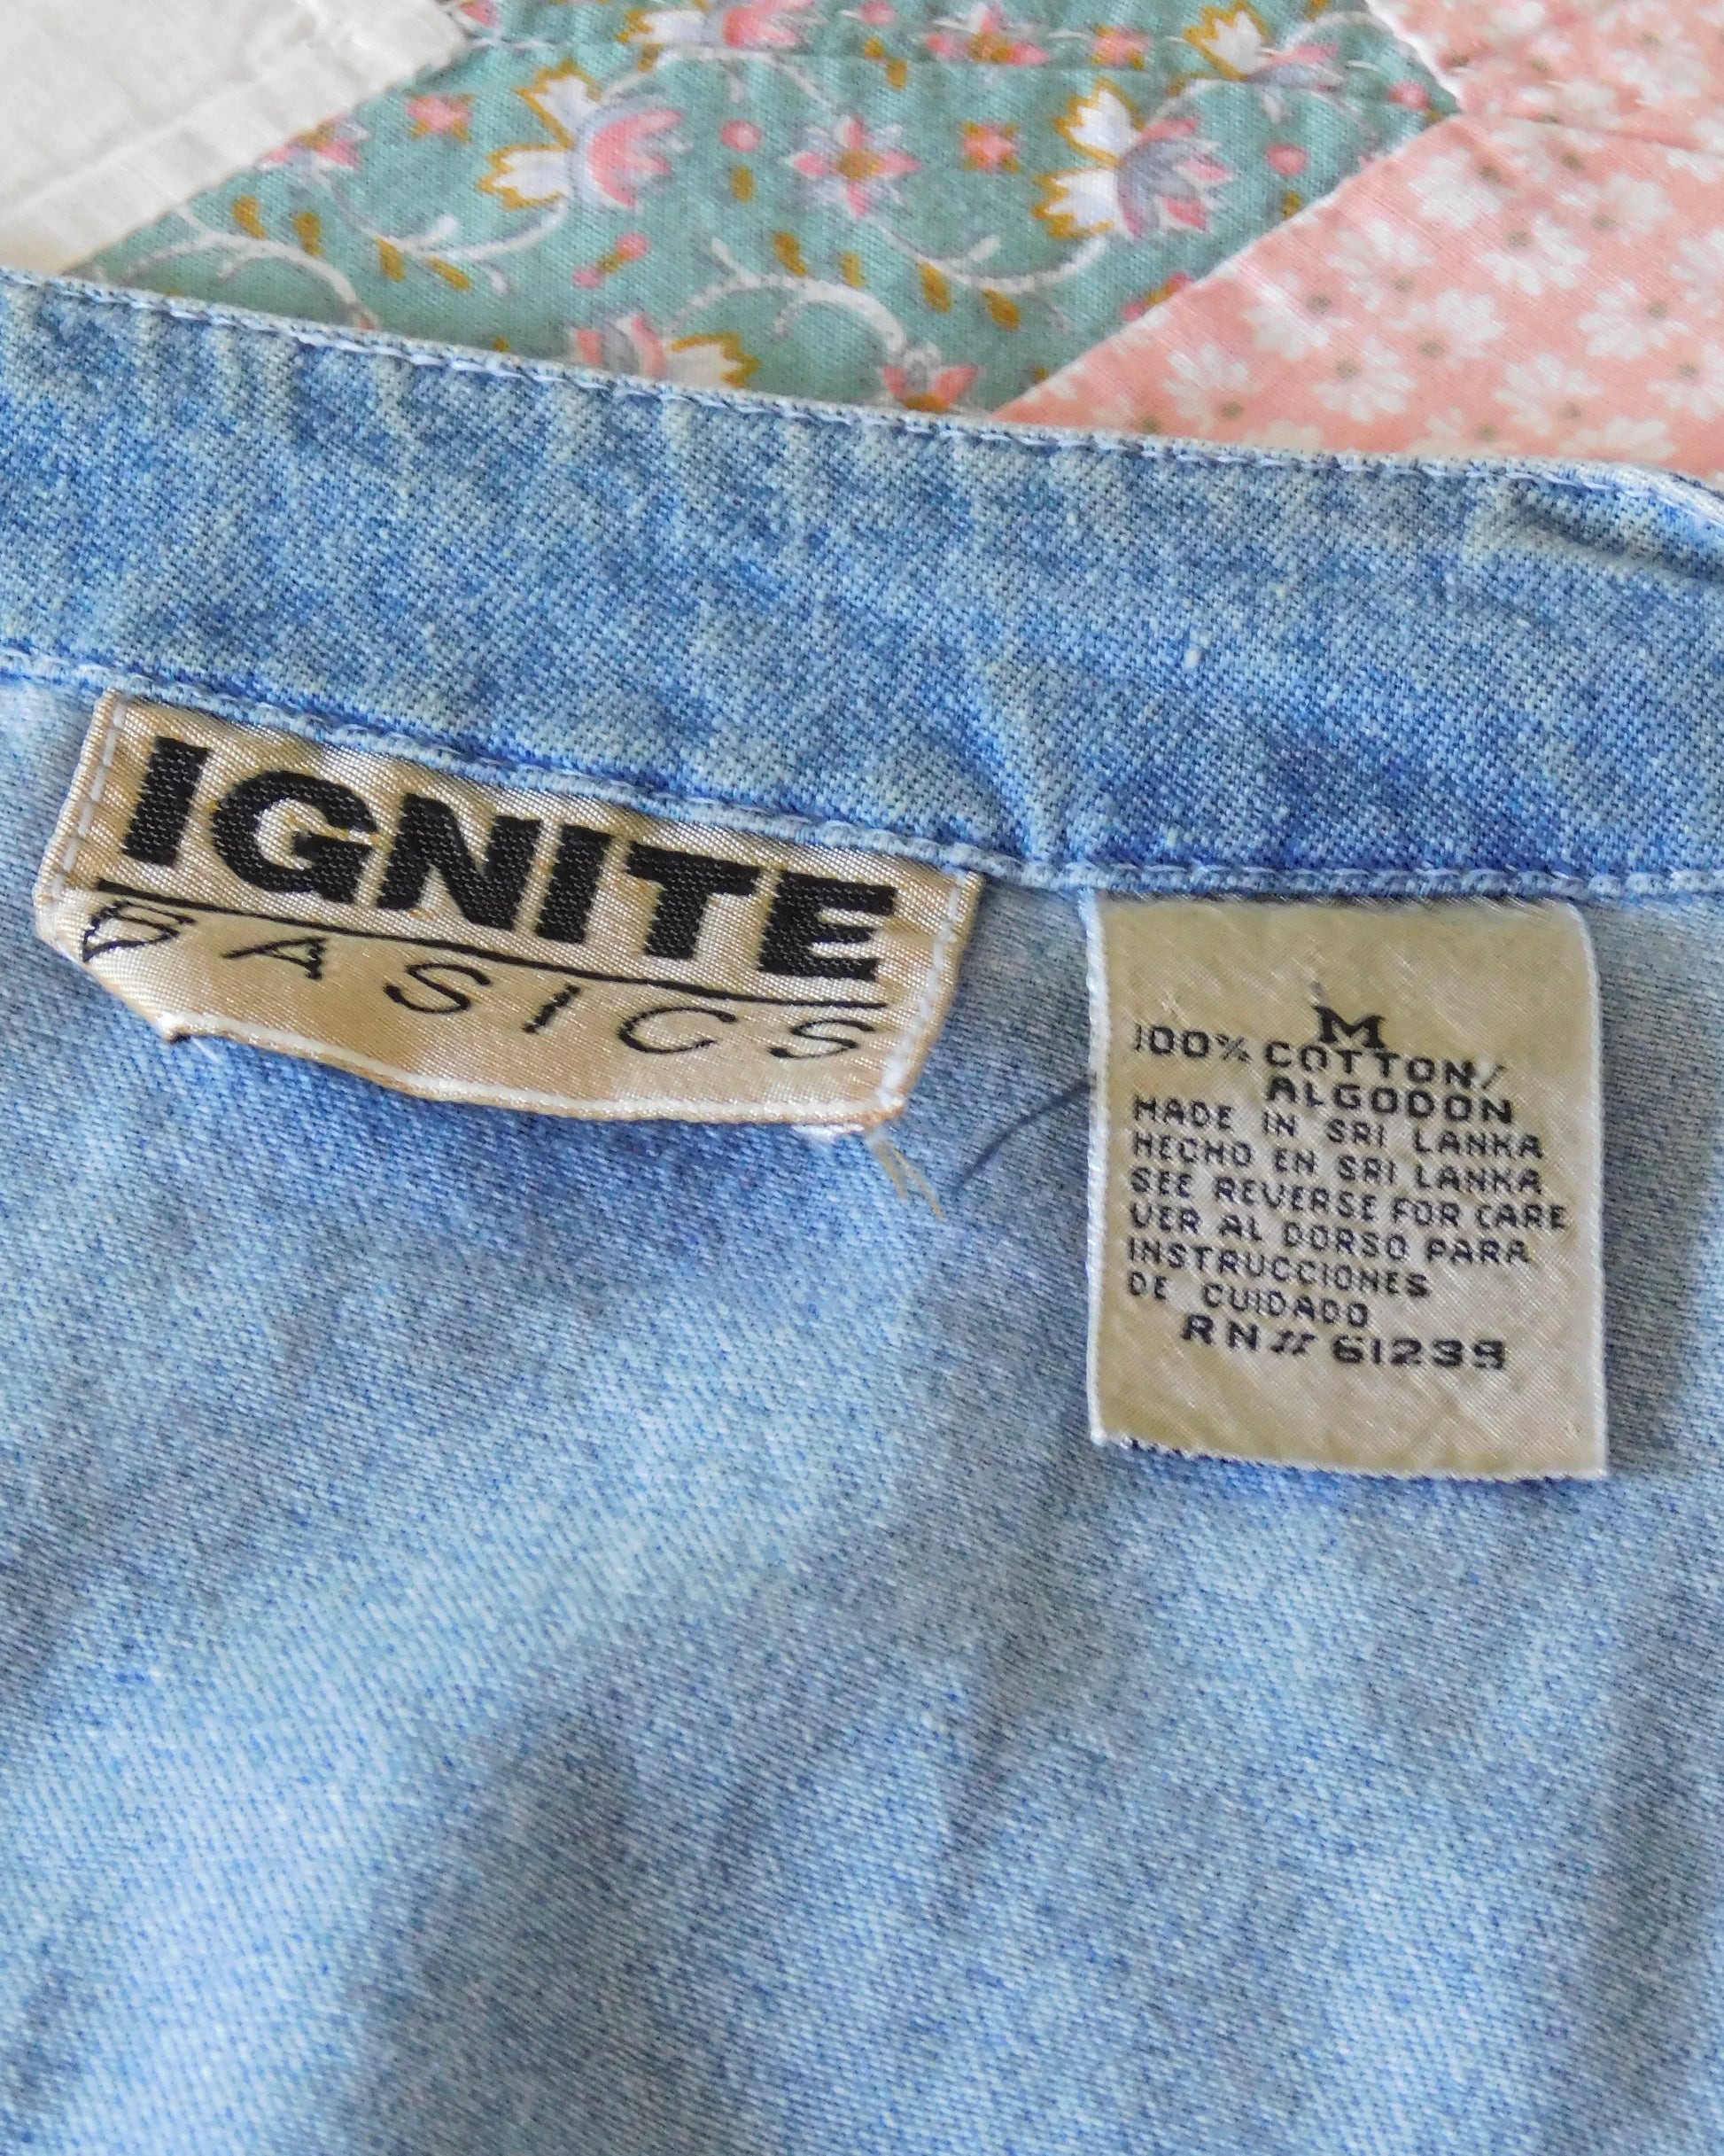 IGNITE
BASICS
M
100% COTTON/
ALGODON
MADE IN SRI LANKA
HECHO EN SRI LANKA
SEE REVERSE FOR CARE
VER AL DORSO PARA
INSTRUCCIONES
DE CUIDADO
RN# 61239